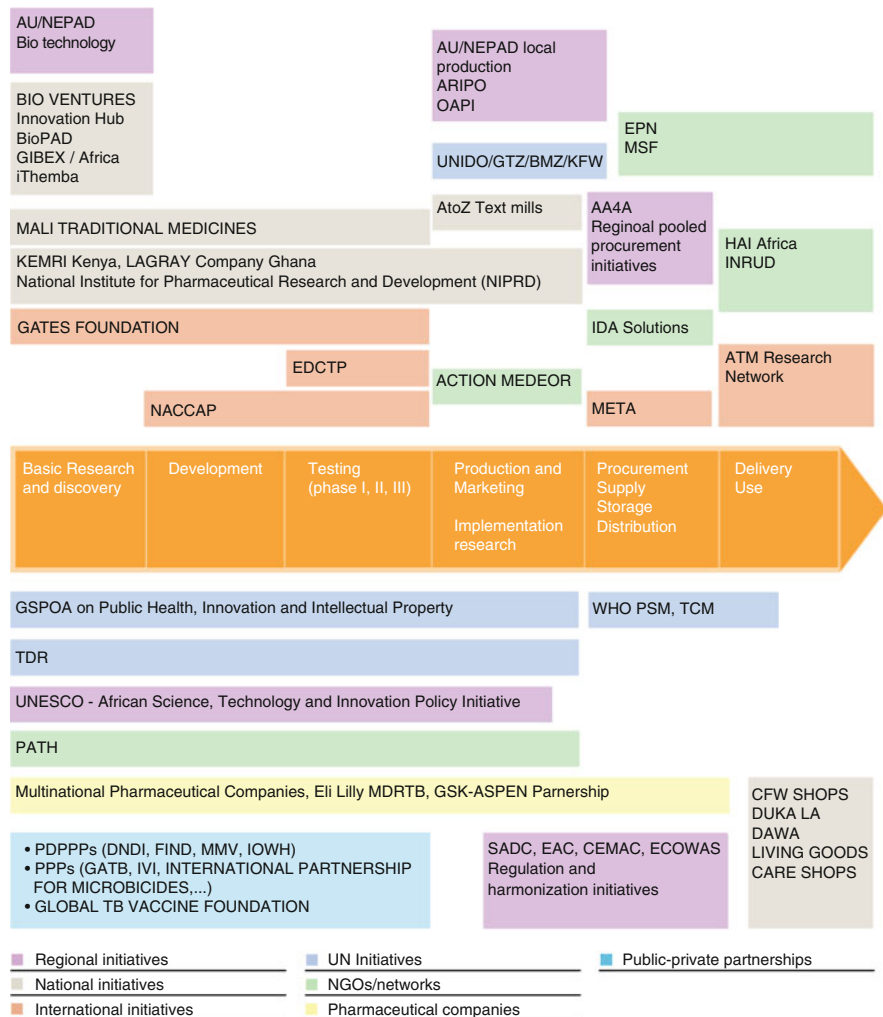 AU/NEPAD
Bio technology
BIO VENTURES
Innovation Hub
BioPAD
GIBEX / Africa
iThemba
AU/NEPAD local
production
ARIPO
OAPI
UNIDO/GTZ/BMZ/KFW
EPN
MSF
MALI TRADITIONAL MEDICINES
AtoZ Text mills
AA4A
Reginoal pooled
procurement
initiatives
HAI Africa
INRUD
KEMRI Kenya, LAGRAY Company Ghana
National Institute for Pharmaceutical Research and Development (NIPRD)
GATES FOUNDATION
IDA Solutions
EDCTP
ACTION MEDEOR
ATM Research
Network
NACCAP
META
Basic Research
and discovery
Development
Testing
(phase I, II, III)
Production and
Marketing
Implementation
research
Procurement
Supply
Storage
Distribution
Delivery
Use
GSPOA on Public Health, Innovation and Intellectual Property
WHO PSM, TCM
TDR
UNESCO - African Science, Technology and Innovation Policy Initiative
PATH
Multinational Pharmaceutical Companies, Eli Lilly MDRTB, GSK-ASPEN Parnership
CFW SHOPS
DUKA LA
DAWA
LIVING GOODS
CARE SHOPS
• PDPPPs (DNDI, FIND, MMV, IOWH)
• PPPs (GATB, IVI, INTERNATIONAL PARTNERSHIP
FOR MICROBICIDES,...)
• GLOBAL TB VACCINE FOUNDATION
SADC, EAC, CEMAC, ECOWAS
Regulation and
harmonization initiatives
Regional initiatives
National initiatives
International initiatives
UN Initiatives
NGOs/networks
Pharmaceutical companies
Public-private partnerships